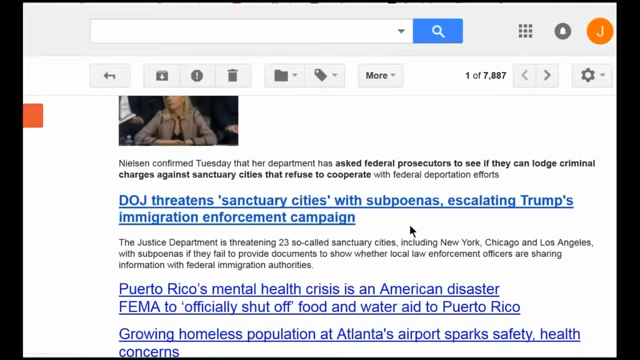 J
More
1 of 7,887
Nielsen confirmed Tuesday that her department has asked federal prosecutors to see if they can lodge criminal
charges against sanctuary cities that refuse to cooperate with federal deportation efforts
DOJ threatens 'sanctuary cities' with subpoenas, escalating Trump's
immigration enforcement campaign
The Justice Department is threatening 23 so-called sanctuary cities, including New York, Chicago and Los Angeles,
with subpoenas if they fail to provide documents to show whether local law enforcement officers are sharing
information with federal immigration authorities.
Puerto Rico's mental health crisis is an American disaster
FEMA to 'officially shut off' food and water aid to Puerto Rico
Growing homeless population at Atlanta's airport sparks safety, health
concerns